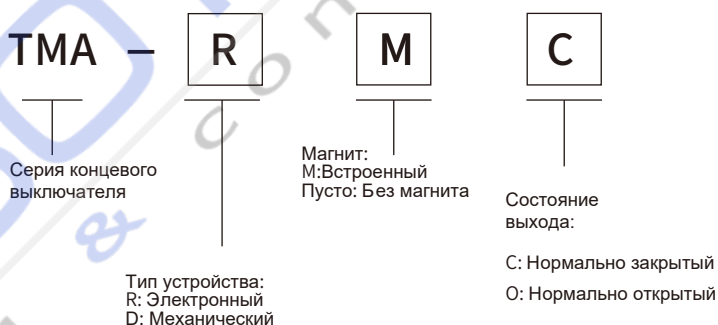 TMA – R M C
Серия концевого
выключателя
Тип устройства:
R: Электронный
D: Механический
Магнит:
M:Встроенный
Пусто: Без магнита
Состояние
выхода:
C: Нормально закрытый
O: Нормально открытый
&
con